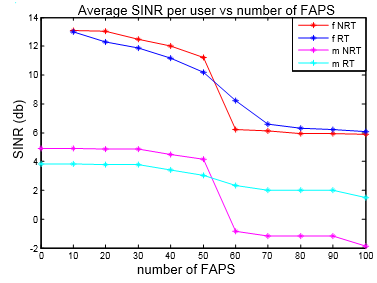 Average SINR per user vs number of FAPS
14
12
10
8
6
4
2
0
-2
SINR (db)
f NRT
f RT
m NRT
m RT
0 10 20 30 40 50 60 70 80 90 100
number of FAPS